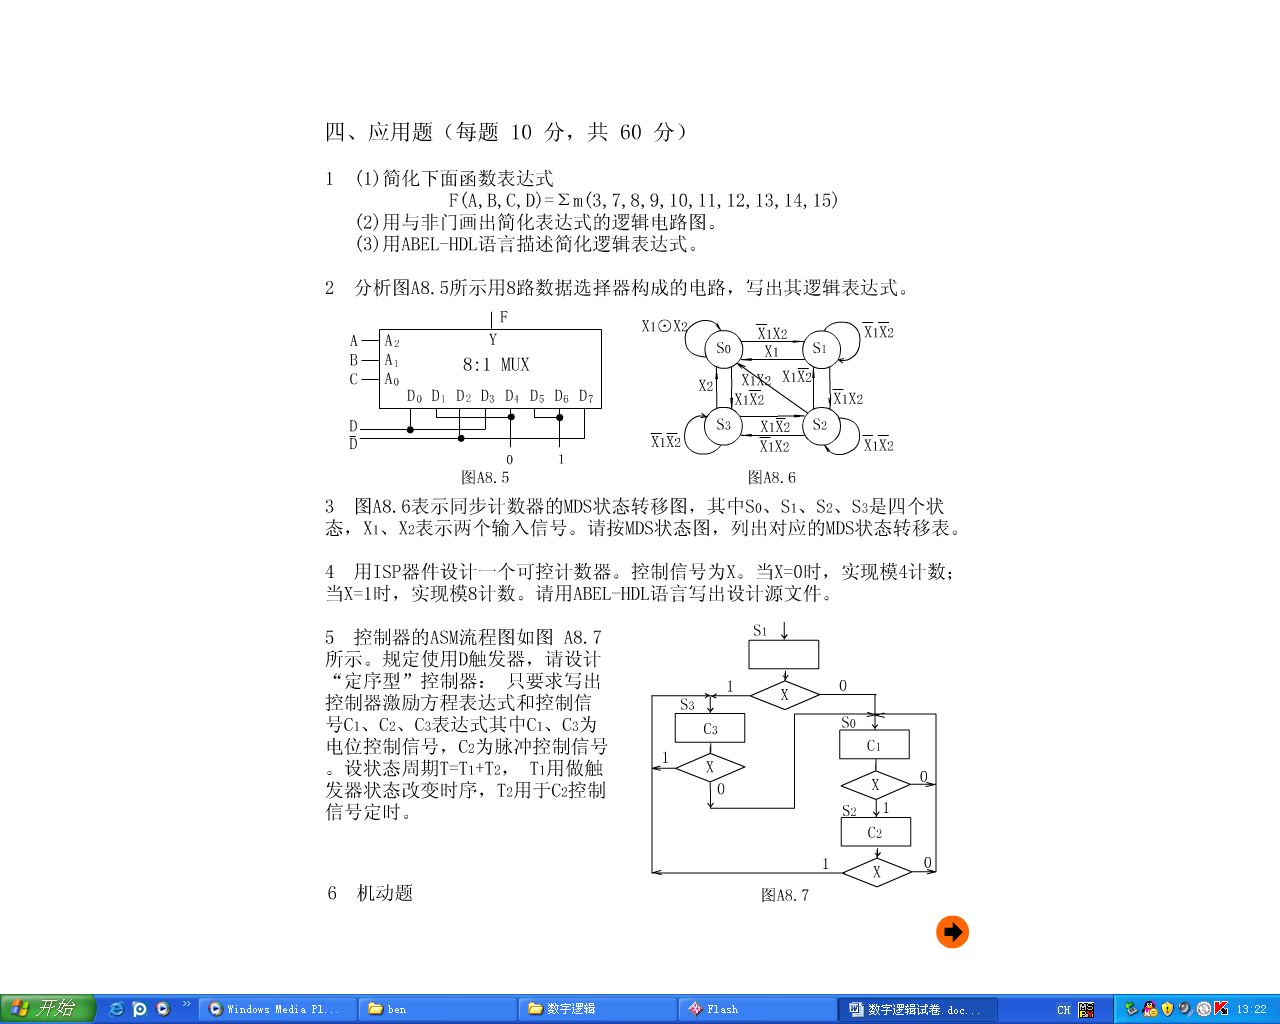 四、应用题（每题 10 分，共 60 分）
1 (1)简化下面函数表达式
F(A,B,C,D)=Σm(3,7,8,9,10,11,12,13,14,15)
(2)用与非门画出简化表达式的逻辑电路图。
(3)用ABEL-HDL语言描述简化逻辑表达式。
2 分析图A8.5所示用8路数据选择器构成的电路，写出其逻辑表达式。
F
A A₂ Y
B A₁ 8:1 MUX
C A₀
D₀ D₁ D₂ D₃ D₄ D₅ D₆ D₇
D
D̅
0 1
图A8.5
X1⊙X2 X̅1X2 X̅1X̅2
S0 S1
X1
X2 X1X2 X1X̅2
X1X̅2 X̅1X2
S3 S2
X1X̅2
X̅1X̅2 X̅1X2 X̅1X̅2
图A8.6
3 图A8.6表示同步计数器的MDS状态转移图，其中S0、S1、S2、S3是四个状
态，X1、X2表示两个输入信号。请按MDS状态图，列出对应的MDS状态转移表。
4 用ISP器件设计一个可控计数器。控制信号为X。当X=0时，实现模4计数；
当X=1时，实现模8计数。请用ABEL-HDL语言写出设计源文件。
5 控制器的ASM流程图如图 A8.7
所示。规定使用D触发器，请设计
“定序型”控制器： 只要求写出
控制器激励方程表达式和控制信
号C1、C2、C3表达式其中C1、C3为
电位控制信号，C2为脉冲控制信号
。设状态周期T=T1+T2， T1用做触
发器状态改变时序，T2用于C2控制
信号定时。
S1
1 X 0
S3
C3
1 X
0
S0
C1
X 0
1
S2
C2
1 X 0
图A8.7
6 机动题
开始
Windows Media Pl...
ben
数字逻辑
Flash
数字逻辑试卷.doc...
CH
13:22